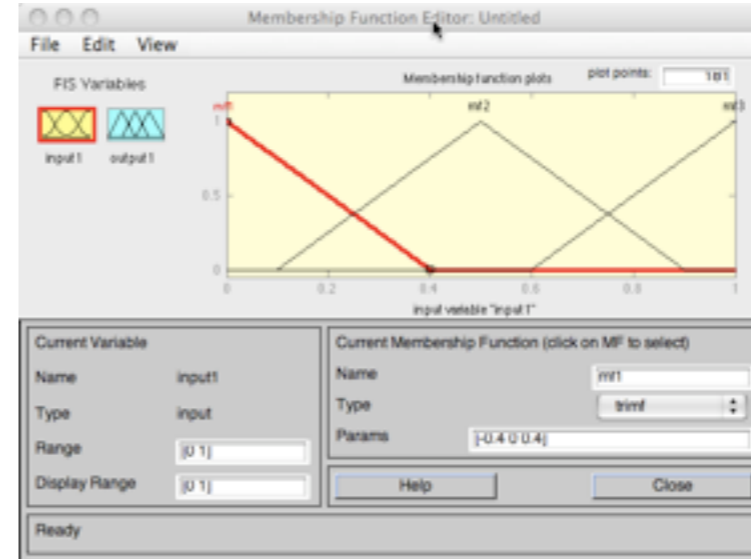 Membership Function Editor: Untitled
File Edit View
FIS Variables
Membership function plots
plot points:
181
mf1
mf2
mf3
input1
output1
1
0.5
0
0
0.2
0.4
0.6
0.8
1
input variable "input1"
Current Variable
Name input1
Type input
Range [0 1]
Display Range [0 1]
Current Membership Function (click on MF to select)
Name mf1
Type trimf
Params [-0.4 0 0.4]
Help
Close
Ready